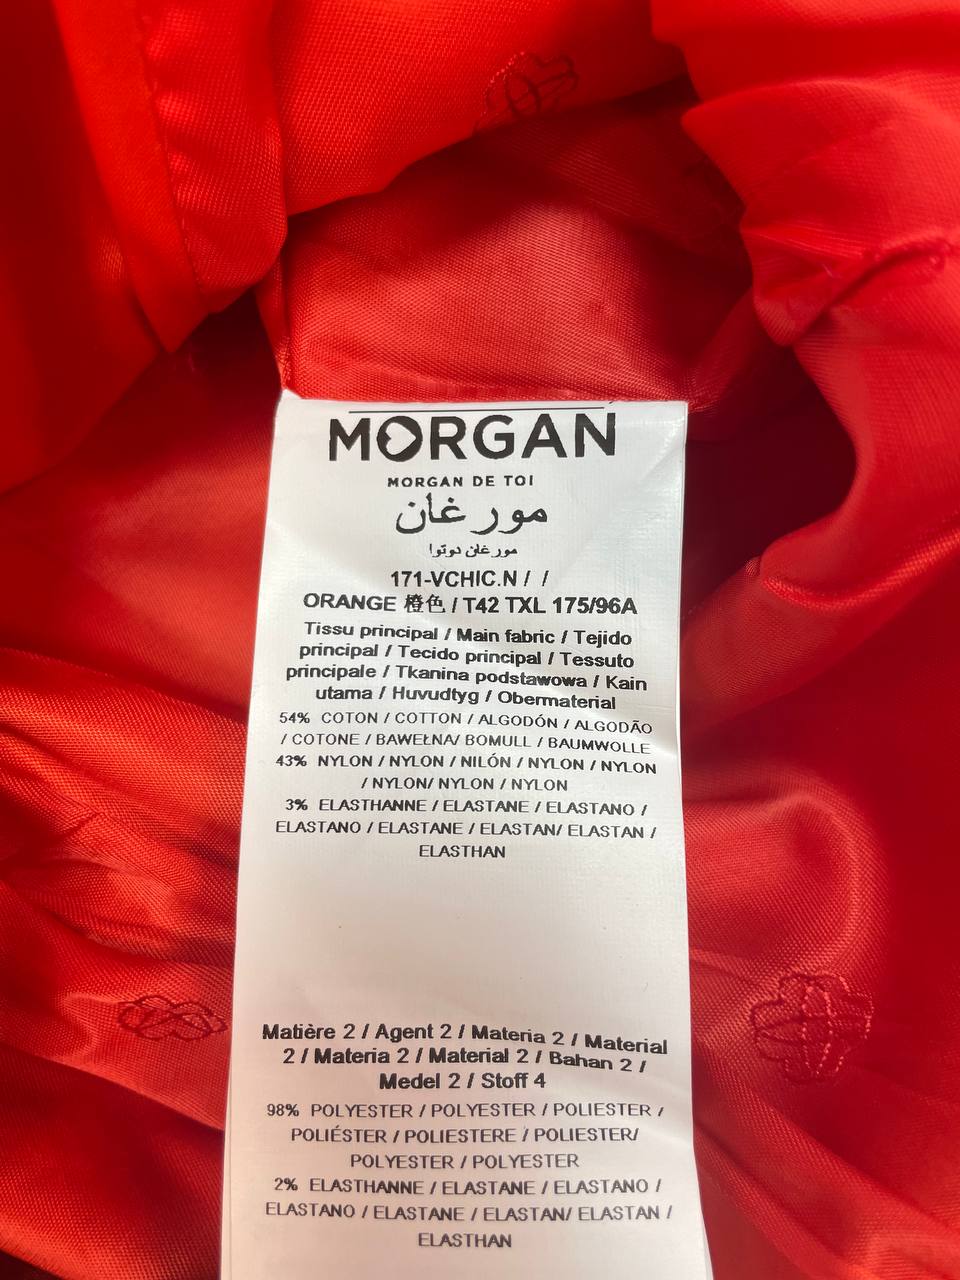 MORGAN
MORGAN DE TOI
مورغان
مورغان دوتوا
171-VCHIC.N / /
ORANGE 橙色 / T42 TXL 175/96A
Tissu principal / Main fabric / Tejido
principal / Tecido principal / Tessuto
principale / Tkanina podstawowa / Kain
utama / Huvudtyg / Obermaterial
54% COTON / COTTON / ALGODÓN / ALGODÃO
/ COTONE / BAWEŁNA/ BOMULL / BAUMWOLLE
43% NYLON / NYLON / NILÓN / NYLON / NYLON
/ NYLON/ NYLON / NYLON
3% ELASTHANNE / ELASTANE / ELASTANO /
ELASTANO / ELASTANE / ELASTAN/ ELASTAN /
ELASTHAN
Matière 2 / Agent 2 / Materia 2 / Material
2 / Materia 2 / Material 2 / Bahan 2 /
Medel 2 / Stoff 4
98% POLYESTER / POLYESTER / POLIESTER /
POLIÉSTER / POLIESTERE / POLIESTER/
POLYESTER / POLYESTER
2% ELASTHANNE / ELASTANE / ELASTANO /
ELASTANO / ELASTANE / ELASTAN/ ELASTAN /
ELASTHAN